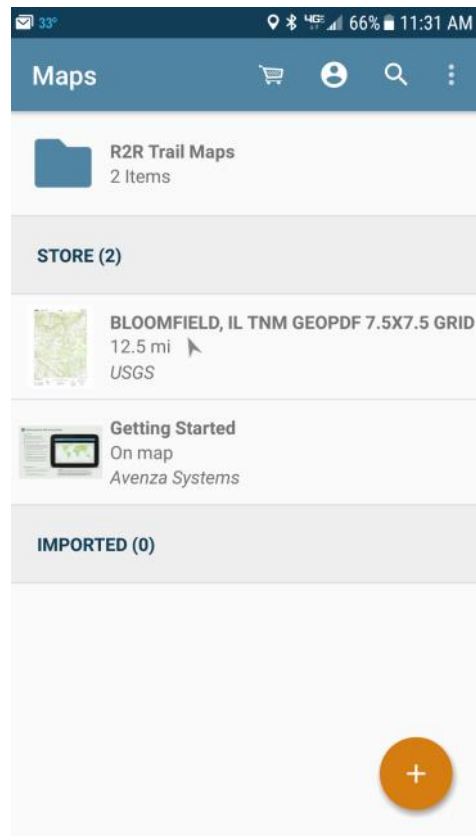 33° 4GE 66% 11:31 AM
Maps
R2R Trail Maps
2 Items
STORE (2)
BLOOMFIELD, IL TNM GEOPDF 7.5X7.5 GRID
12.5 mi
USGS
Getting Started
On map
Avenza Systems
IMPORTED (0)
+